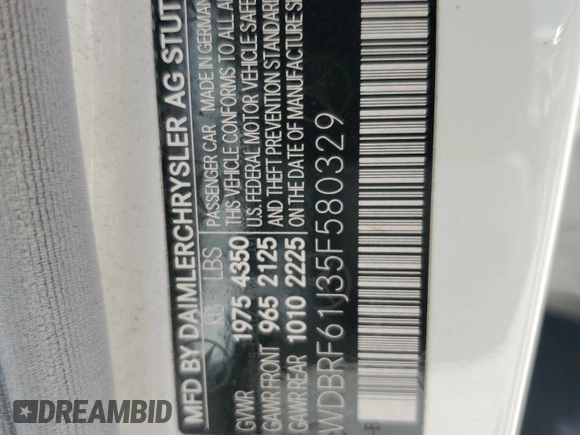 MFD BY DAIMLERCHRYSLER AG STUTT
KG LBS PASSENGER CAR MADE IN GERMAN
GVWR 1975 4350 THIS VEHICLE CONFORMS TO ALL A
GAWR FRONT 965 2125 U.S. FEDERAL MOTOR VEHICLE SAFE
GAWR REAR 1010 2225 AND THEFT PREVENTION STANDAR
ON THE DATE OF MANUFACTURE S
WDBRF61J35F580329
RIDESAFELY